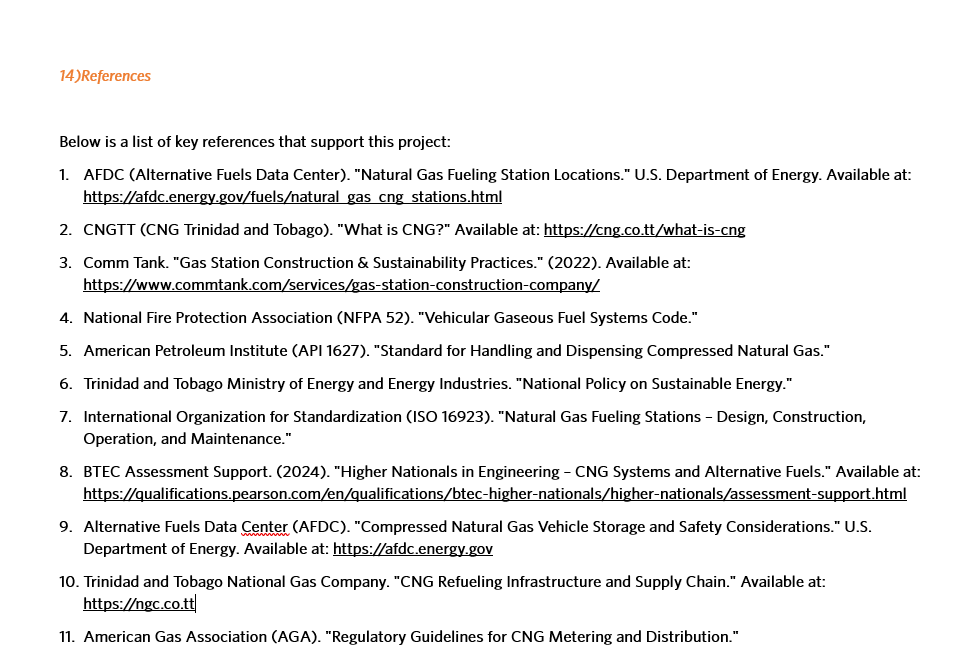 14)References
Below is a list of key references that support this project:
1. AFDC (Alternative Fuels Data Center). "Natural Gas Fueling Station Locations." U.S. Department of Energy. Available at:
https://afdc.energy.gov/fuels/natural_gas_cng_stations.html
2. CNGTT (CNG Trinidad and Tobago). "What is CNG?" Available at: https://cng.co.tt/what-is-cng
3. Comm Tank. "Gas Station Construction & Sustainability Practices." (2022). Available at:
https://www.commtank.com/services/gas-station-construction-company/
4. National Fire Protection Association (NFPA 52). "Vehicular Gaseous Fuel Systems Code."
5. American Petroleum Institute (API 1627). "Standard for Handling and Dispensing Compressed Natural Gas."
6. Trinidad and Tobago Ministry of Energy and Energy Industries. "National Policy on Sustainable Energy."
7. International Organization for Standardization (ISO 16923). "Natural Gas Fueling Stations – Design, Construction,
Operation, and Maintenance."
8. BTEC Assessment Support. (2024). "Higher Nationals in Engineering – CNG Systems and Alternative Fuels." Available at:
https://qualifications.pearson.com/en/qualifications/btec-higher-nationals/higher-nationals/assessment-support.html
9. Alternative Fuels Data Center (AFDC). "Compressed Natural Gas Vehicle Storage and Safety Considerations." U.S.
Department of Energy. Available at: https://afdc.energy.gov
10. Trinidad and Tobago National Gas Company. "CNG Refueling Infrastructure and Supply Chain." Available at:
https://ngc.co.tt
11. American Gas Association (AGA). "Regulatory Guidelines for CNG Metering and Distribution."